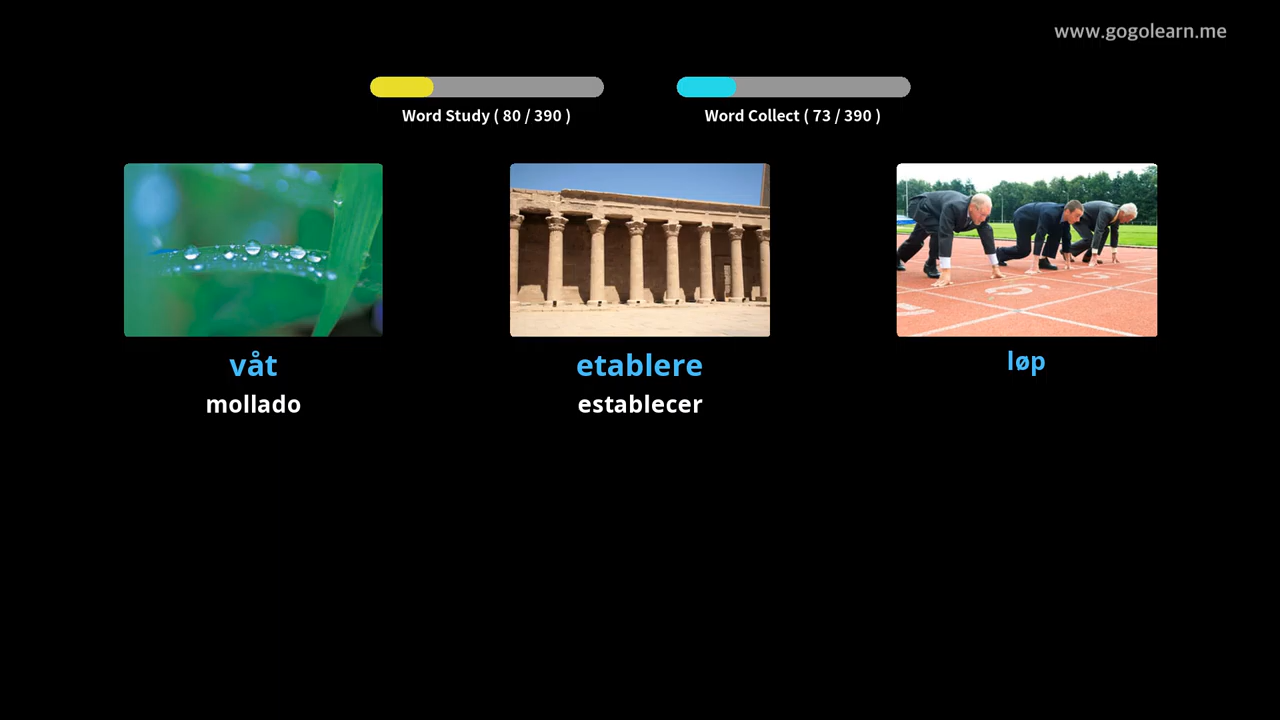 www.gogolearn.me
Word Study ( 80 / 390 )
Word Collect ( 73 / 390 )
våt
mollado
etablere
establecer
løp